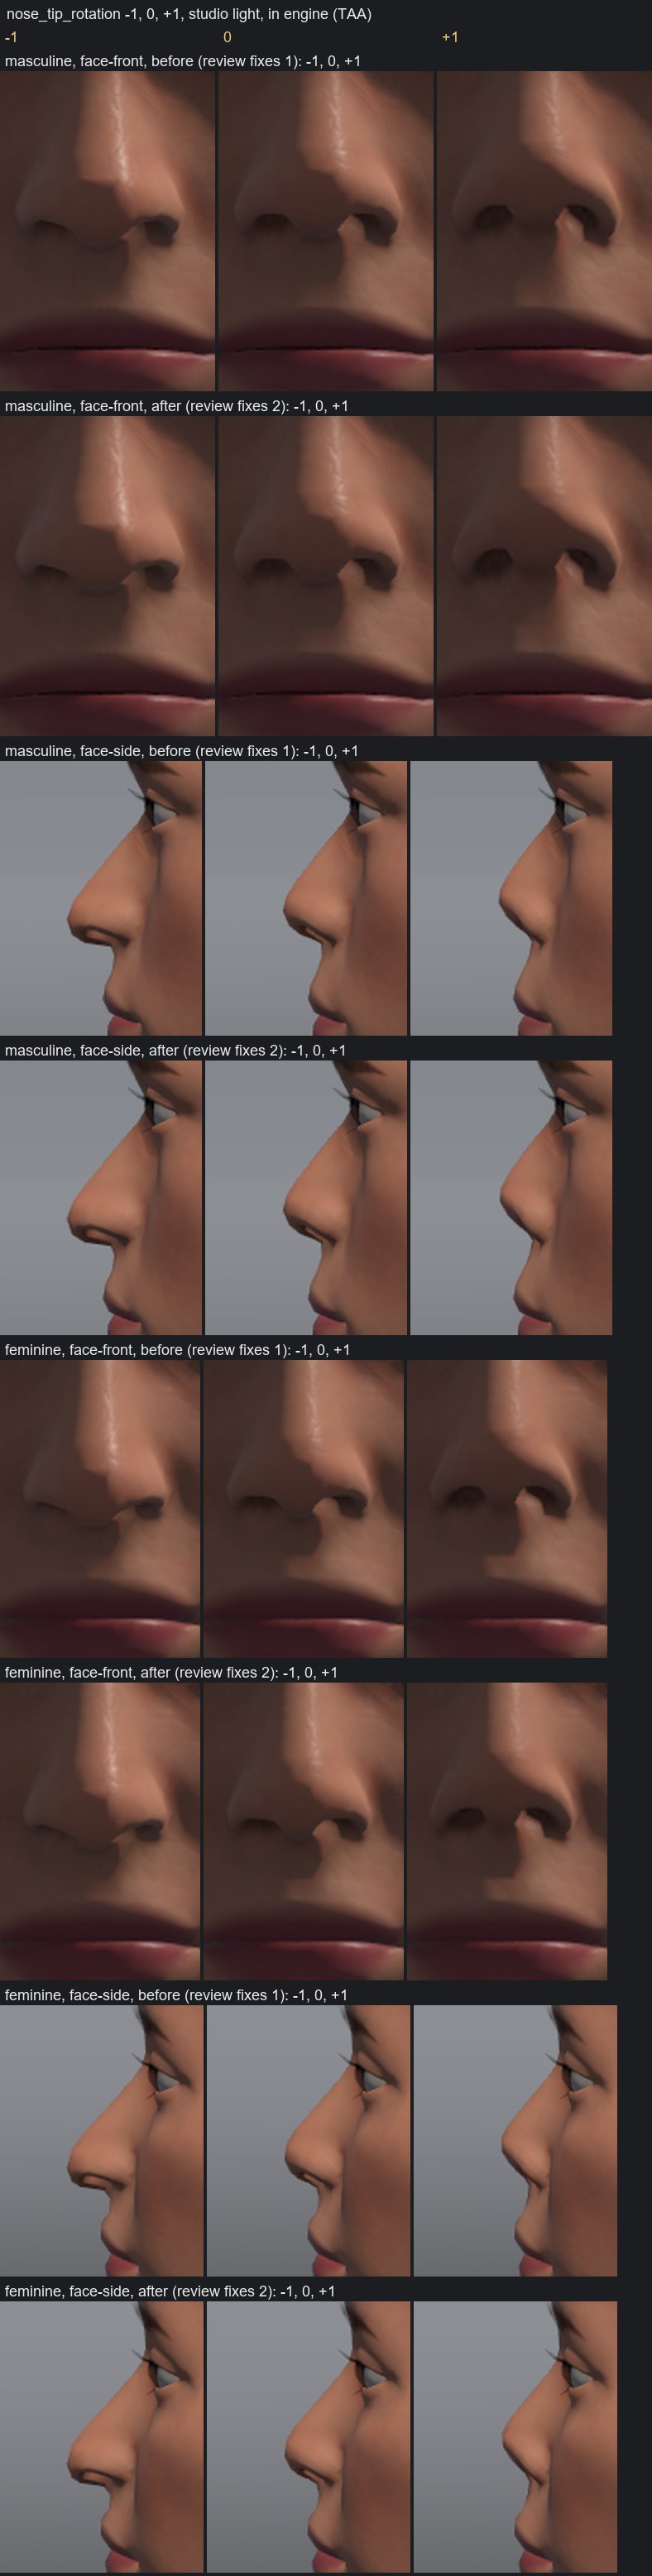 nose_tip_rotation -1, 0, +1, studio light, in engine (TAA)
-1 0 +1
masculine, face-front, before (review fixes 1): -1, 0, +1
masculine, face-front, after (review fixes 2): -1, 0, +1
masculine, face-side, before (review fixes 1): -1, 0, +1
masculine, face-side, after (review fixes 2): -1, 0, +1
feminine, face-front, before (review fixes 1): -1, 0, +1
feminine, face-front, after (review fixes 2): -1, 0, +1
feminine, face-side, before (review fixes 1): -1, 0, +1
feminine, face-side, after (review fixes 2): -1, 0, +1